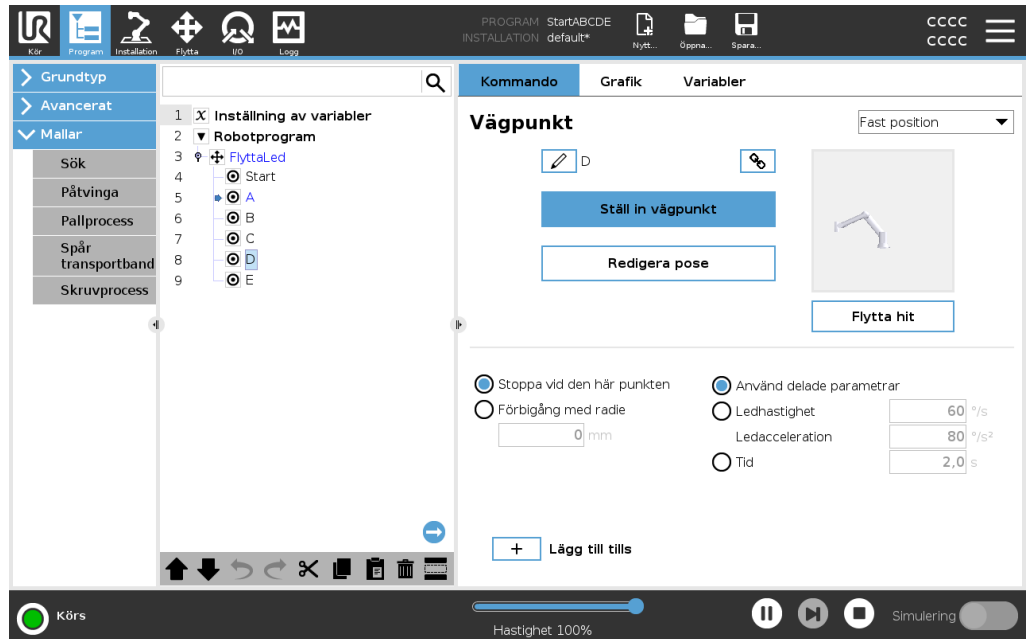 UR
Kör
Program
Installation
Flytta
I/O
Logg
PROGRAM StartABCDE
INSTALLATION default*
Nytt...
Öppna...
Spara...
CCCC
CCCC
Grundtyp
Avancerat
Mallar
Sök
Påtvinga
Pallprocess
Spår
transportband
Skruvprocess
1 X Inställning av variabler
2 Robotprogram
3 FlyttaLed
4 Start
5 A
6 B
7 C
8 D
9 E
Kommando
Grafik
Variabler
Vägpunkt
Fast position
D
Ställ in vägpunkt
Redigera pose
Flytta hit
Stoppa vid den här punkten
Förbigång med radie
0 mm
Använd delade parametrar
Ledhastighet 60 °/s
Ledacceleration 80 °/s²
Tid 2,0 s
+ Lägg till tills
Körs
Hastighet 100%
Simulering